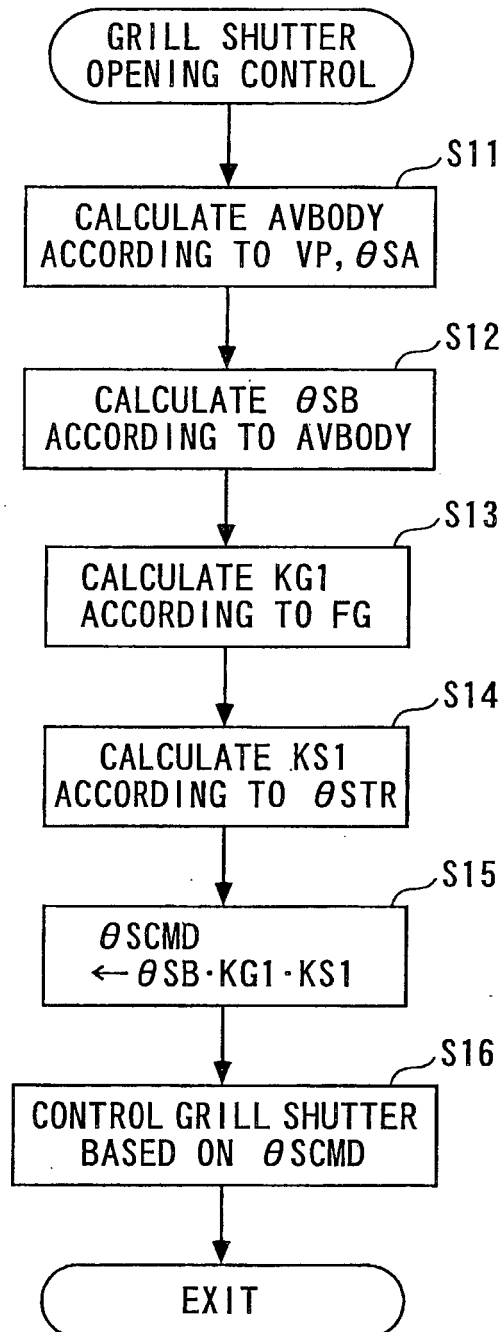 GRILL SHUTTER
OPENING CONTROL
S11
CALCULATE AVBODY
ACCORDING TO VP, θSA
S12
CALCULATE θSB
ACCORDING TO AVBODY
S13
CALCULATE KG1
ACCORDING TO FG
S14
CALCULATE KS1
ACCORDING TO θSTR
S15
θSCMD
←θSB·KG1·KS1
S16
CONTROL GRILL SHUTTER
BASED ON θSCMD
EXIT